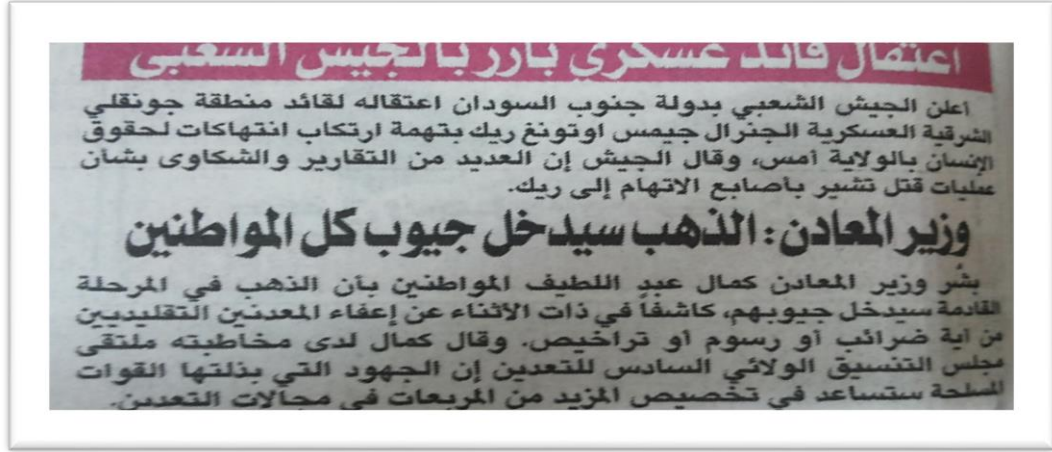 اعتقال قائد عسكري بارز بالجيش الشعبي
اعلن الجيش الشعبي بدولة جنوب السودان اعتقاله لقائد منطقة جونقلي
الشرقية العسكرية الجنرال جيمس اوتونغ ريك بتهمة ارتكاب انتهاكات لحقوق
الإنسان بالولاية أمس، وقال الجيش إن العديد من التقارير والشكاوى بشأن
عمليات قتل تشير بأصابع الاتهام إلى ريك.
وزير المعادن: الذهب سيدخل جيوب كل المواطنين
بشّر وزير المعادن كمال عبد اللطيف المواطنين بأن الذهب في المرحلة
القادمة سيدخل جيوبهم، كاشفاً في ذات الأثناء عن إعفاء المعدنين التقليديين
من أية ضرائب أو رسوم أو تراخيص. وقال كمال لدى مخاطبته ملتقى
مجلس التنسيق الولائي السادس للتعدين إن الجهود التي بذلتها القوات
المسلحة ستساعد في تخصيص المزيد من المربعات في مجالات التعدين.